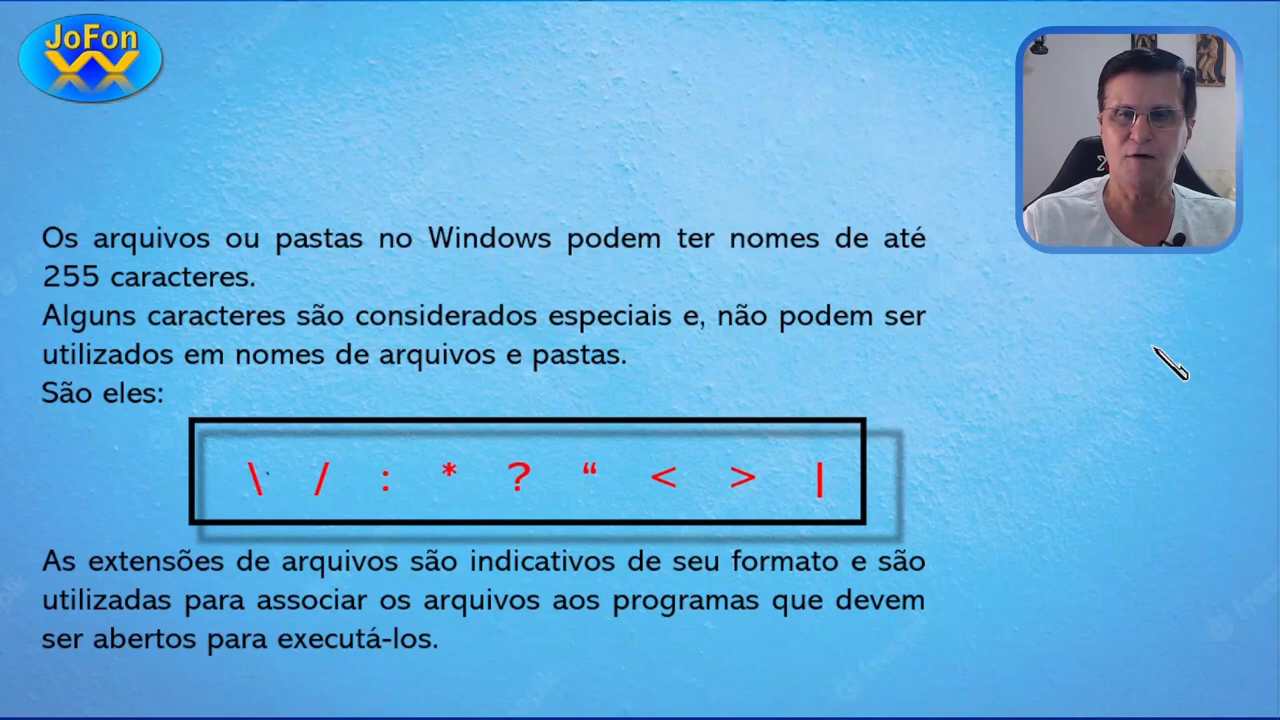 JoFon
Os arquivos ou pastas no Windows podem ter nomes de até
255 caracteres.
Alguns caracteres são considerados especiais e, não podem ser
utilizados em nomes de arquivos e pastas.
São eles:
\ / : * ? “ < > |
As extensões de arquivos são indicativos de seu formato e são
utilizadas para associar os arquivos aos programas que devem
ser abertos para executá-los.